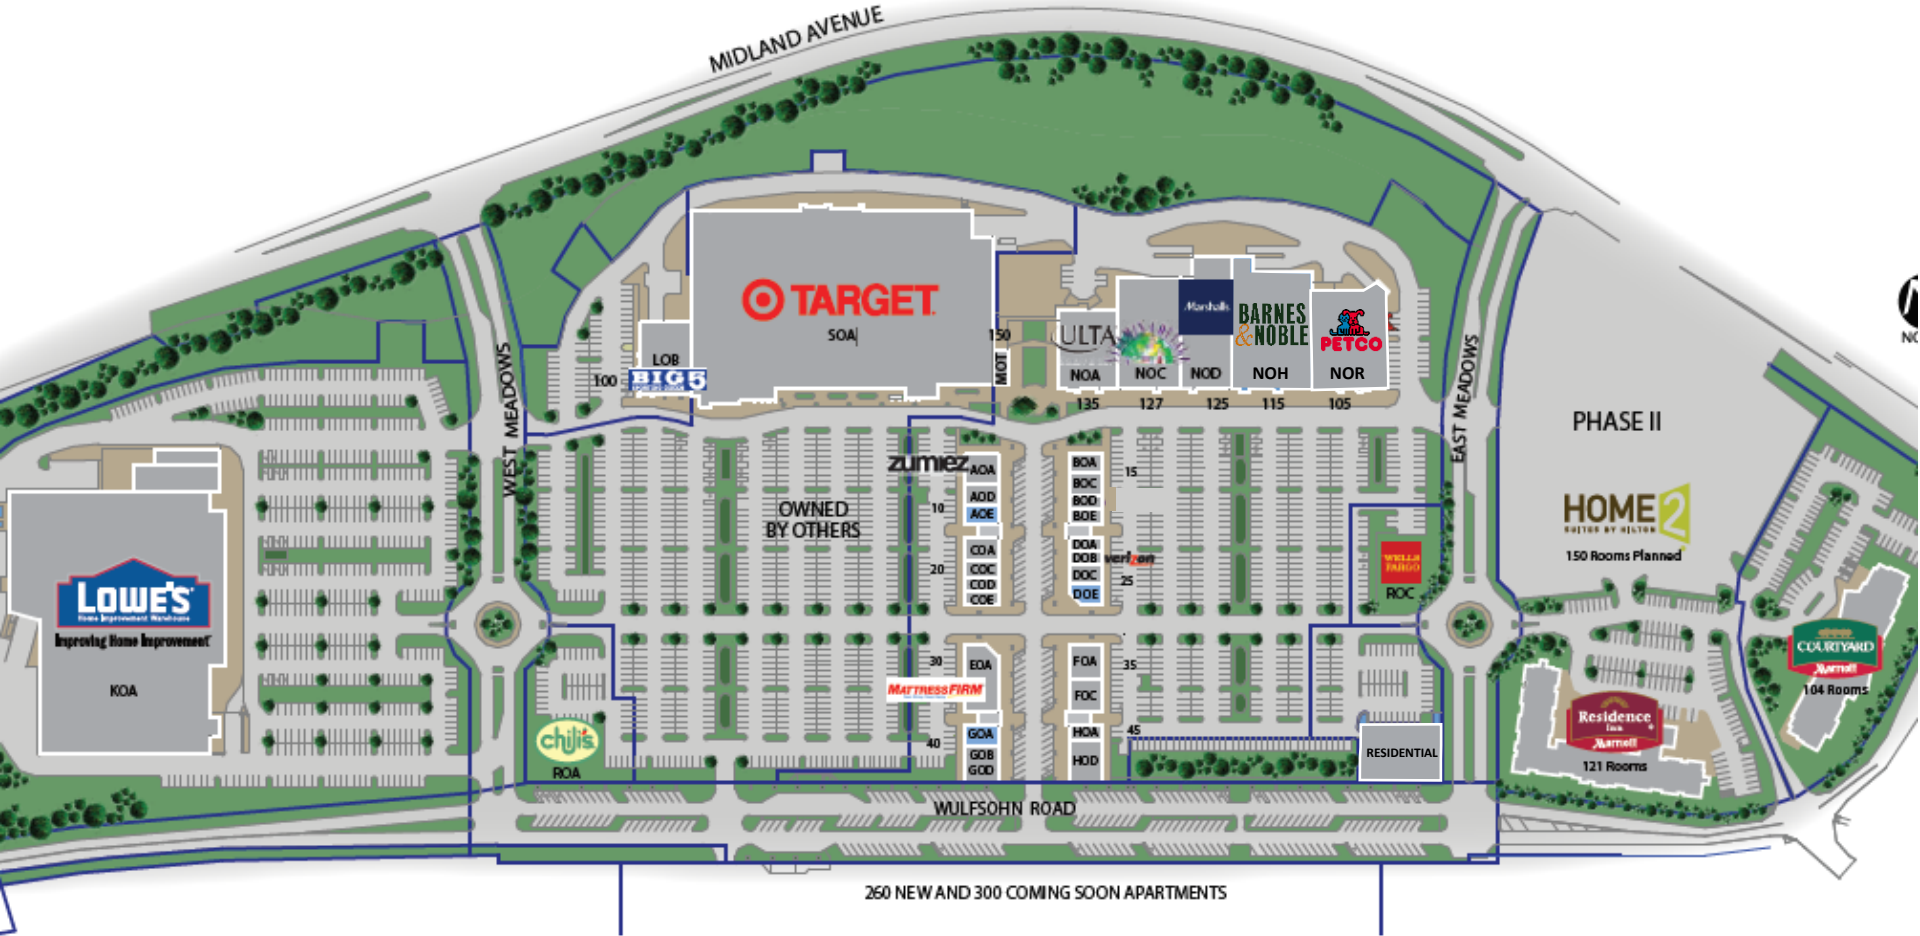 MIDLAND AVENUE
WEST MEADOWS
EAST MEADOWS
TARGET
SOA
150
LOB
100
BIG 5
MOT
ULTA
NOA
NOC
Marshalls
NOD
BARNES
&NOBLE
NOH
PETCO
NOR
135
127
125
115
105
PHASE II
HOME2
SUITES BY HILTON
150 Rooms Planned
OWNED
BY OTHERS
zumiez
AOA
AOD
10
AOE
COA
20
COC
COD
COE
BOA
15
BOC
BOD
BOE
DOA
DOB
verizon
DOC
25
DOE
WELLS
FARGO
ROC
LOWE'S
Home Improvement Warehouse
Improving Home Improvement
KOA
30
EOA
MATTRESSFIRM
GOA
40
GOB
GOD
FOA
35
FOC
HOA
45
HOD
chili's
ROA
RESIDENTIAL
COURTYARD
Marriott
104 Rooms
Residence
Inn
Marriott
121 Rooms
WULFSOHN ROAD
260 NEW AND 300 COMING SOON APARTMENTS